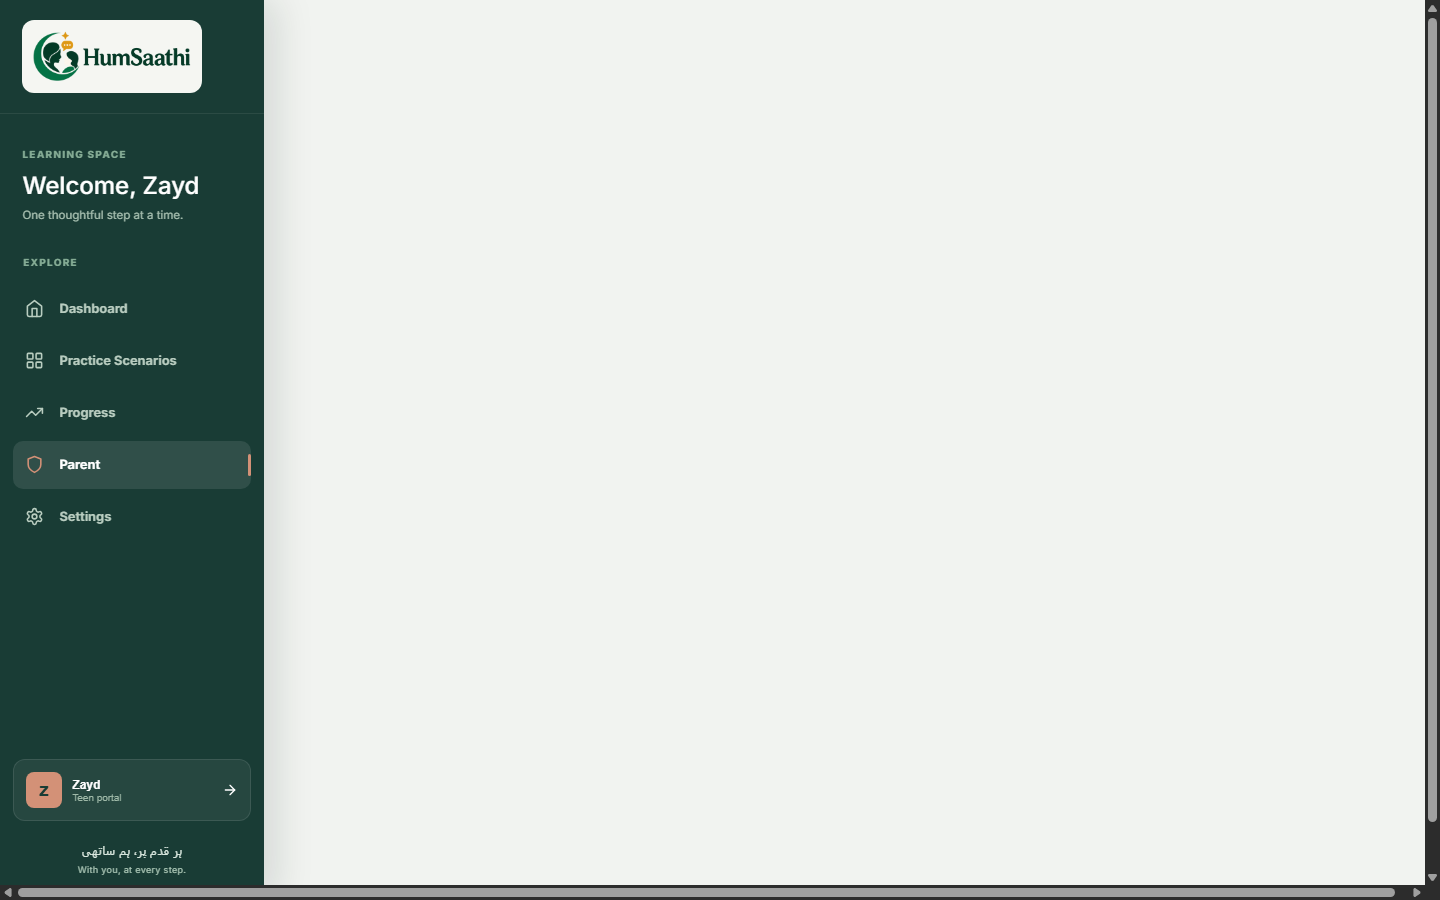 HumSaathi
LEARNING SPACE
Welcome, Zayd
One thoughtful step at a time.
EXPLORE
Dashboard
Practice Scenarios
Progress
Parent
Settings
Z
Zayd
Teen portal
ہر قدم پر، ہم ساتھی
With you, at every step.